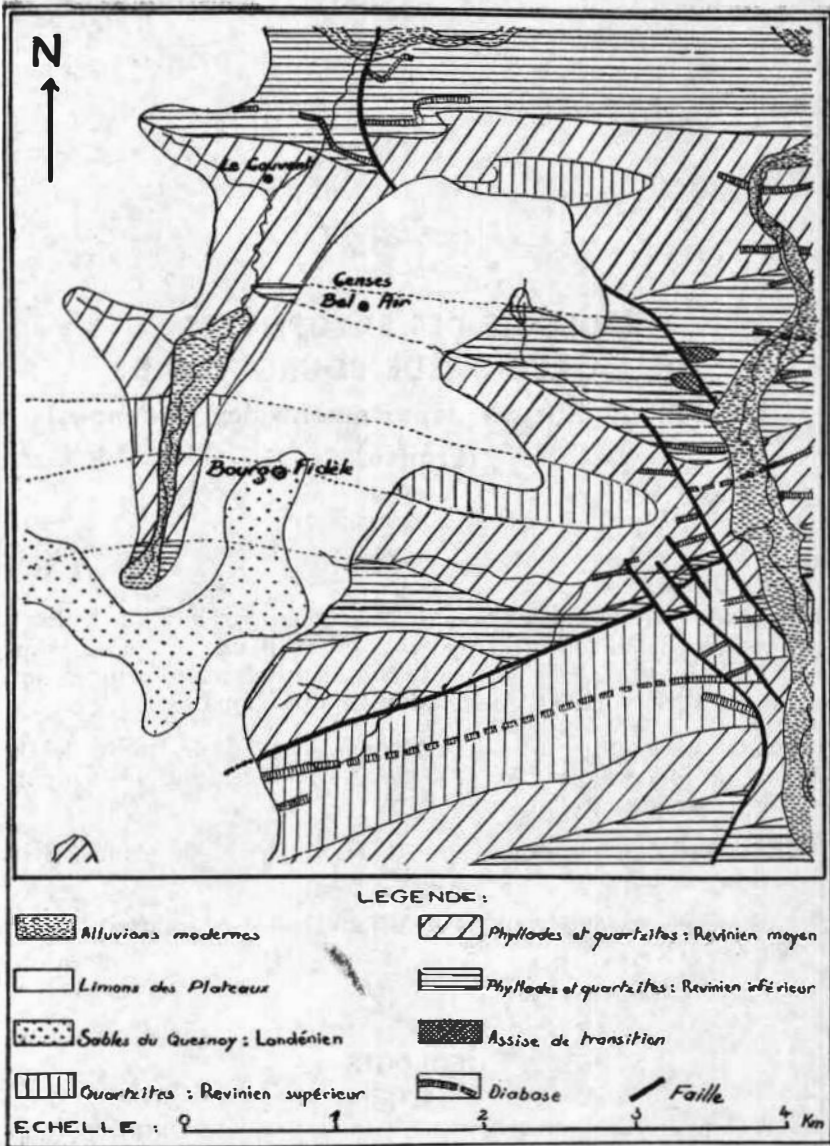 N
Le Couvent
Censes
Bel Air
Bourg Fidèle
LEGENDE :
Alluvions modernes
Limons des Plateaux
Sables du Quesnoy : Landénien
Quartzites : Revinien supérieur
Phyllades et quartzites : Revinien moyen
Phyllades et quartzites : Revinien inférieur
Assise de transition
Diabase
Faille
ECHELLE : 0 1 2 3 4 Km